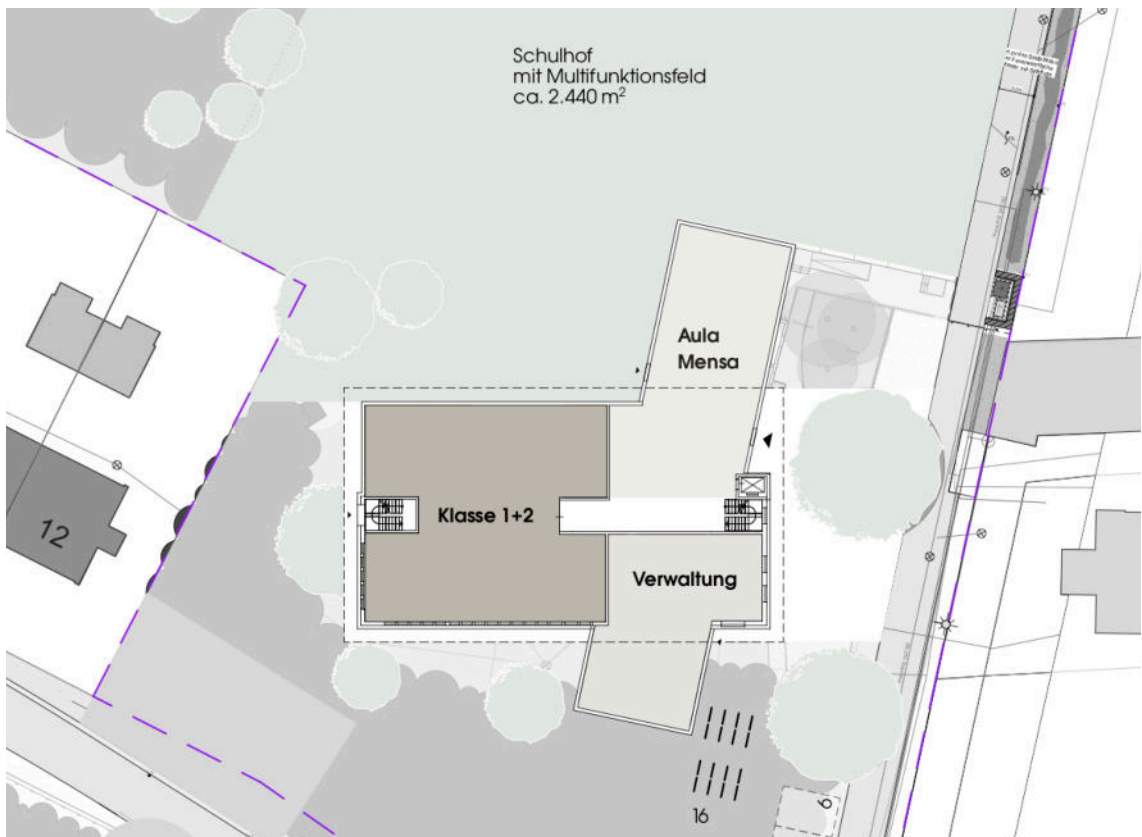 Schulhof
mit Multifunktionsfeld
ca. 2.440 m²
Aula
Mensa
Klasse 1+2
12
Verwaltung
16
6